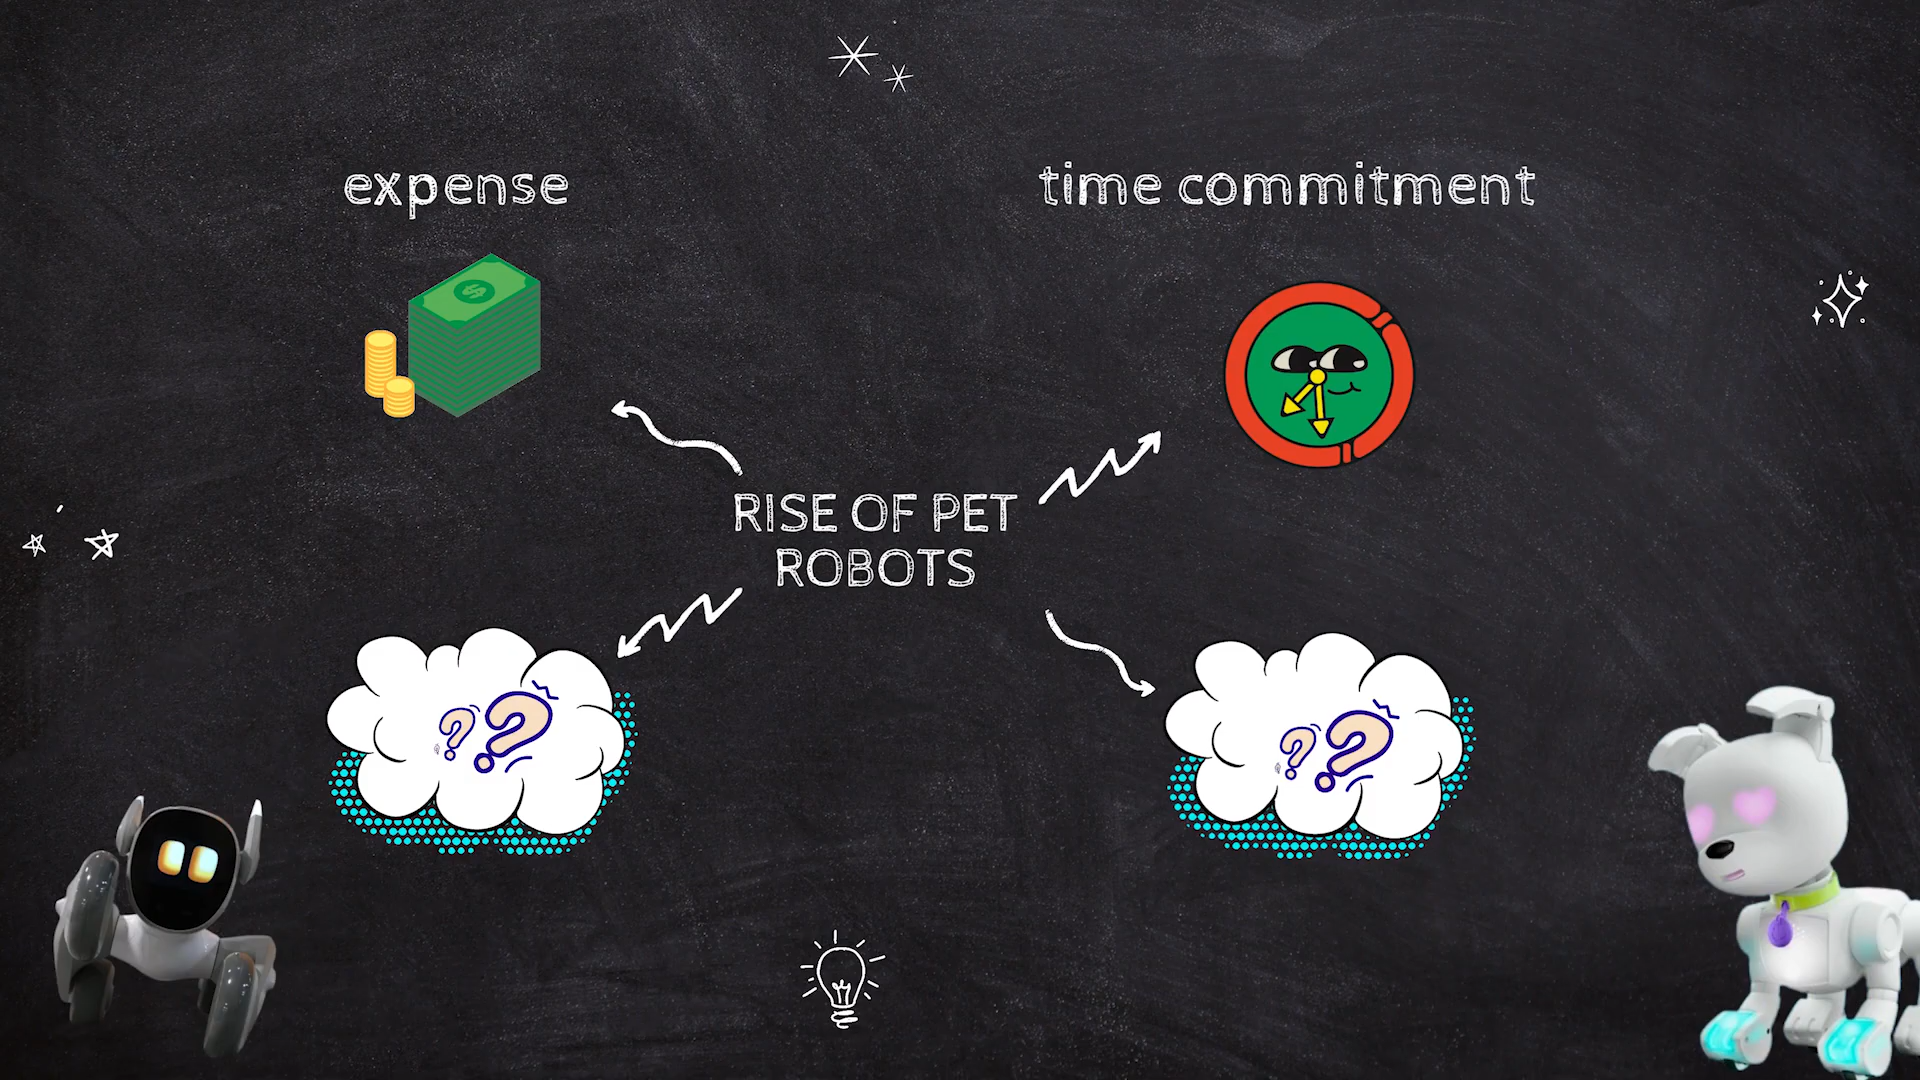 expense
time commitment
RISE OF PET
ROBOTS
??
??